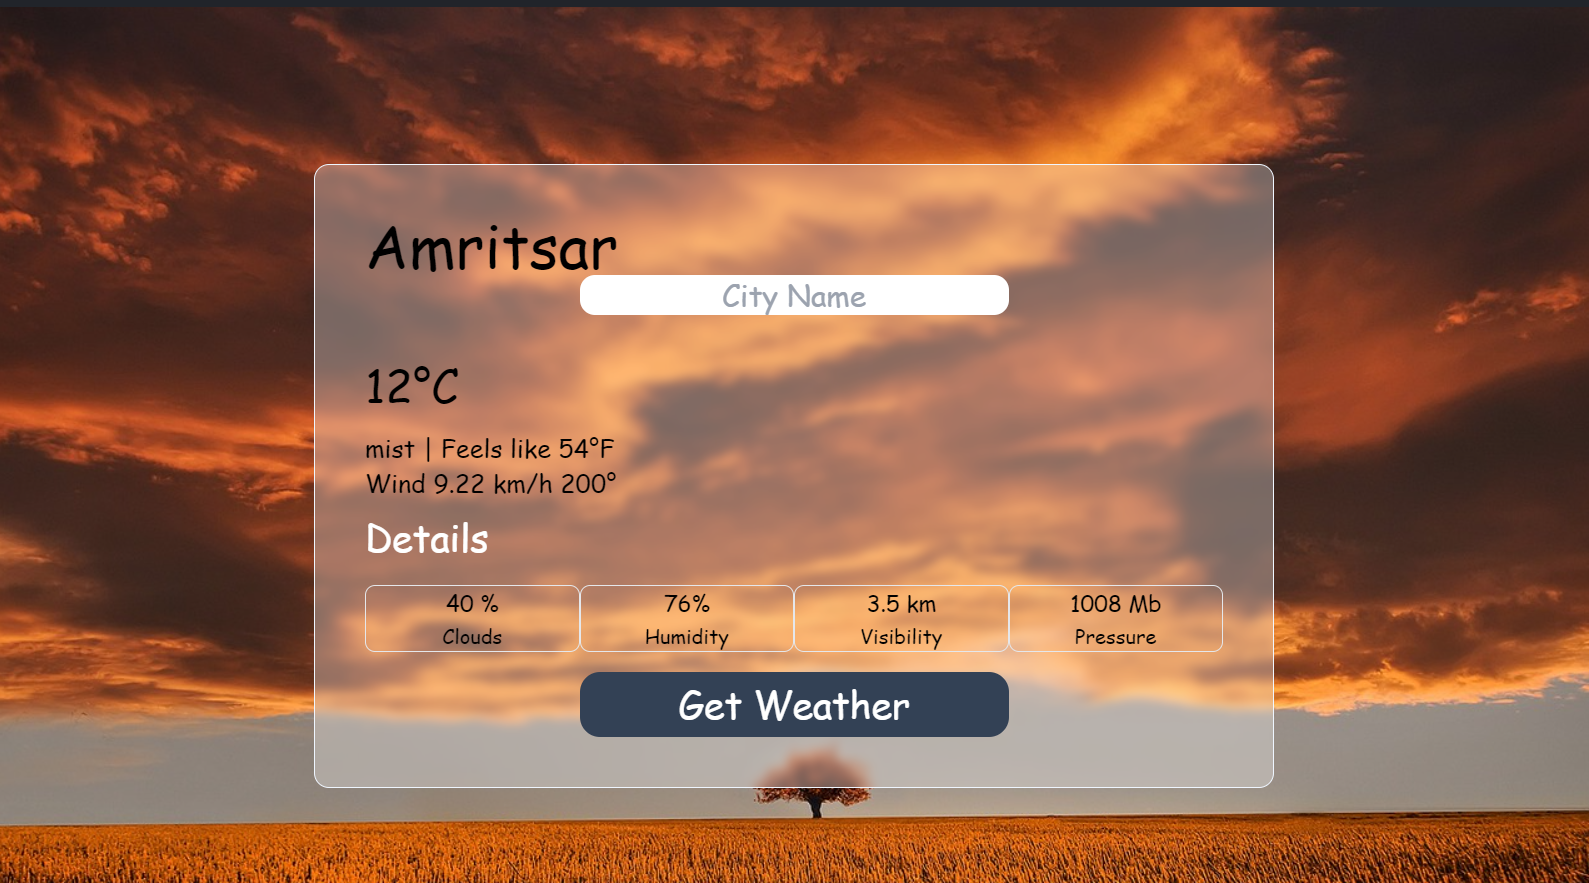 Amritsar
City Name
12°C
mist | Feels like 54°F
Wind 9.22 km/h 200°
Details
40 % 76% 3.5 km 1008 Mb
Clouds Humidity Visibility Pressure
Get Weather